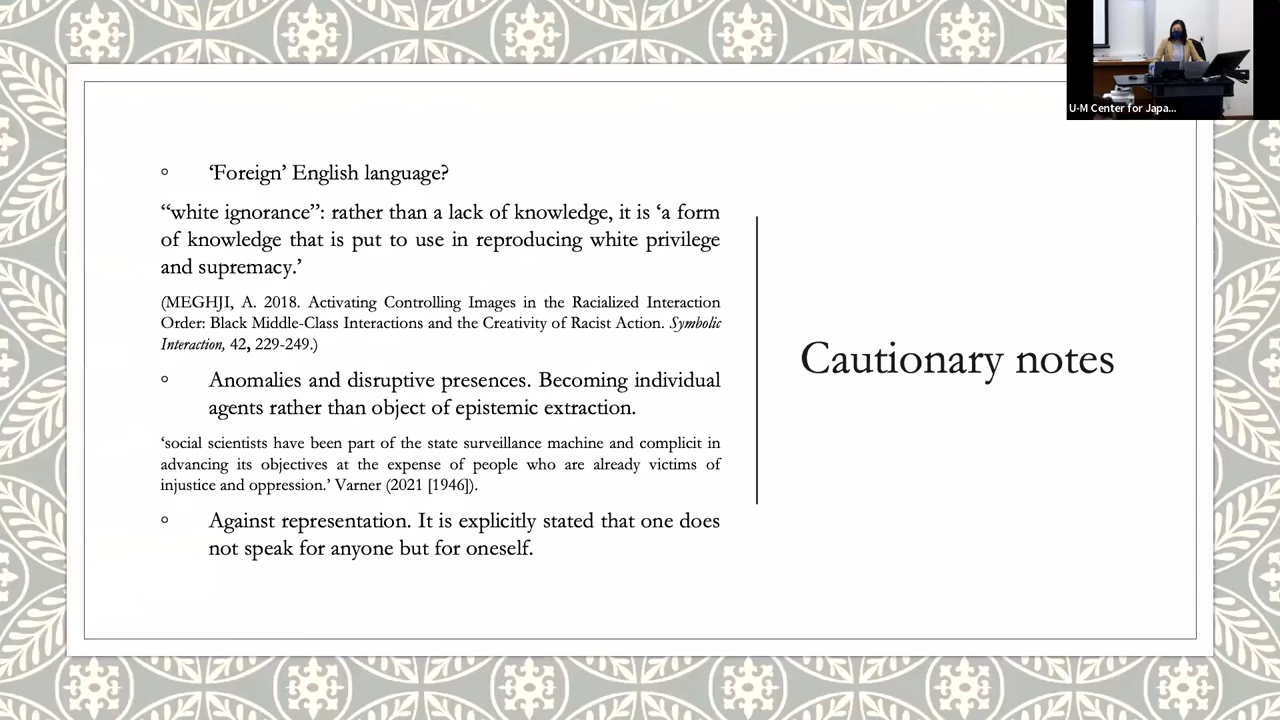 U-M Center for Japa...
° ‘Foreign’ English language?
“white ignorance”: rather than a lack of knowledge, it is ‘a form
of knowledge that is put to use in reproducing white privilege
and supremacy.’
(MEGHJI, A. 2018. Activating Controlling Images in the Racialized Interaction
Order: Black Middle-Class Interactions and the Creativity of Racist Action. Symbolic
Interaction, 42, 229-249.)
° Anomalies and disruptive presences. Becoming individual
agents rather than object of epistemic extraction.
‘social scientists have been part of the state surveillance machine and complicit in
advancing its objectives at the expense of people who are already victims of
injustice and oppression.’ Varner (2021 [1946]).
° Against representation. It is explicitly stated that one does
not speak for anyone but for oneself.
Cautionary notes